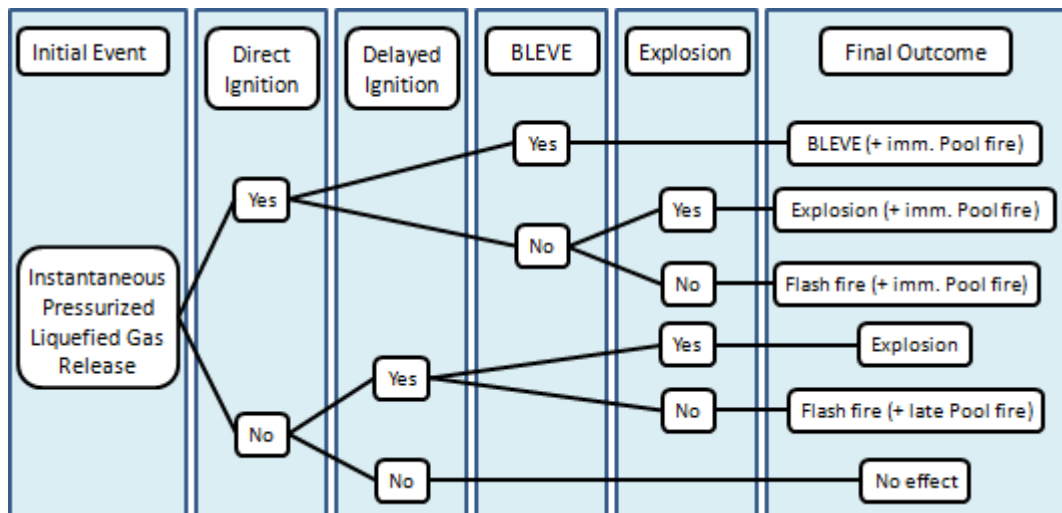 Initial Event
Direct
Ignition
Delayed
Ignition
BLEVE
Explosion
Final Outcome
Yes
BLEVE (+ imm. Pool fire)
Yes
Yes
Explosion (+ imm. Pool fire)
No
Instantaneous
Pressurized
Liquefied Gas
Release
No
Flash fire (+ imm. Pool fire)
Yes
Explosion
Yes
No
Flash fire (+ late Pool fire)
No
No
No effect